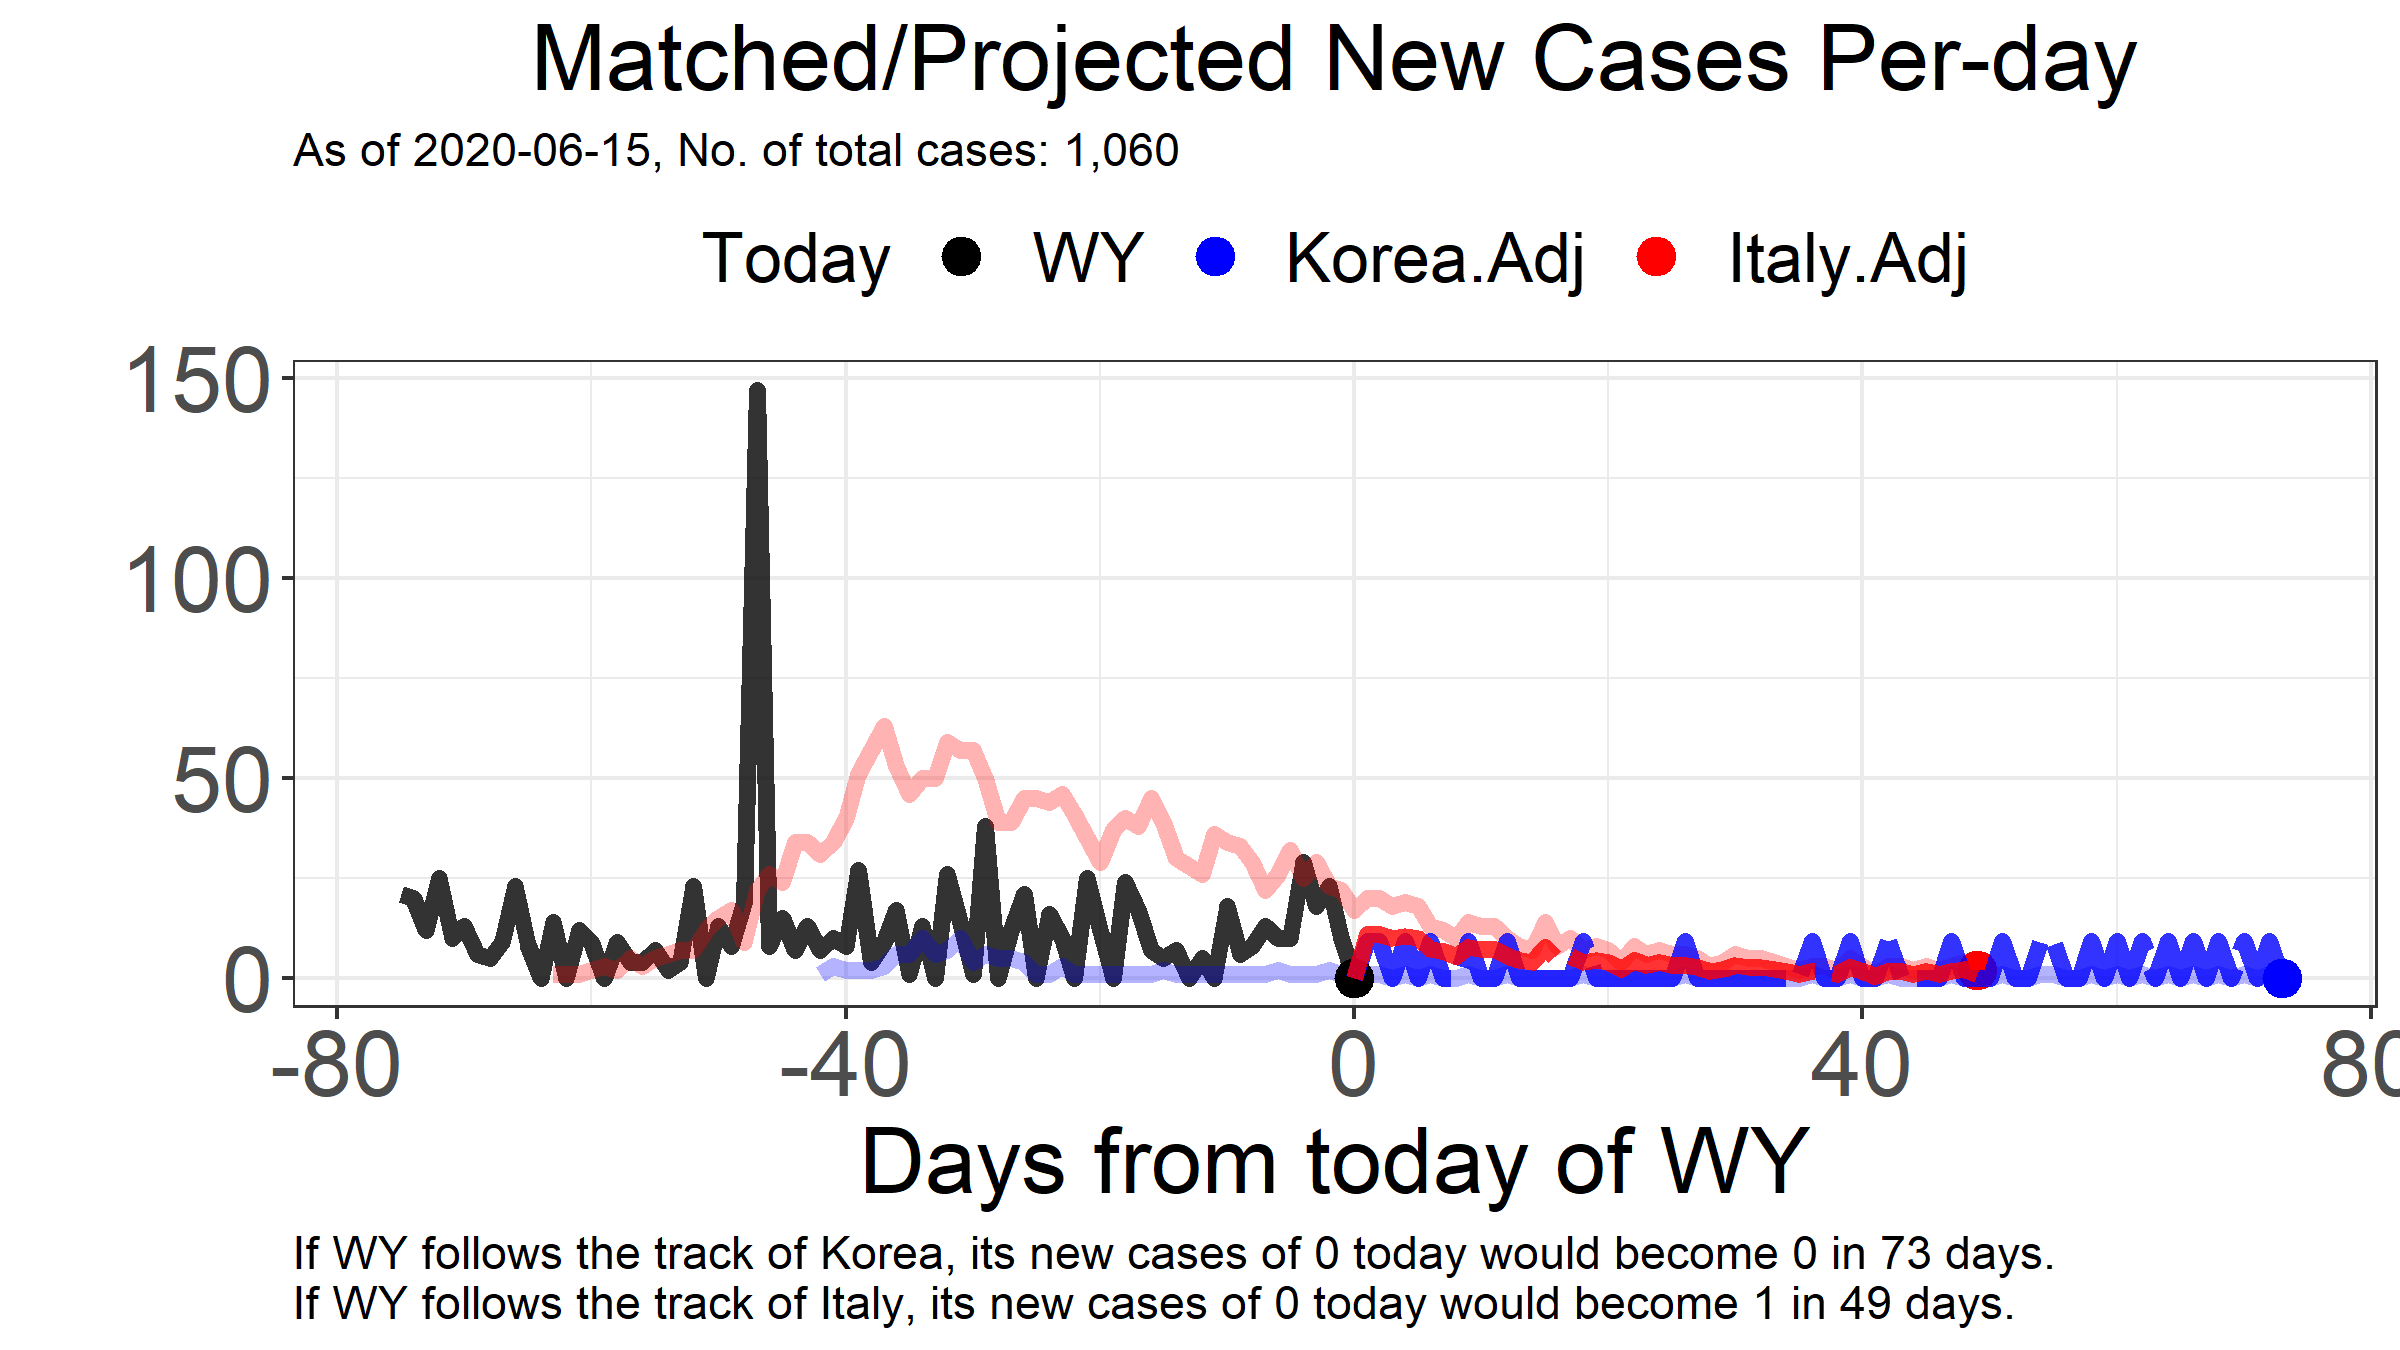 Matched/Projected New Cases Per-day
As of 2020-06-15, No. of total cases: 1,060
Today WY Korea.Adj Italy.Adj
150
100
50
0
-80 -40 0 40 80
Days from today of WY
If WY follows the track of Korea, its new cases of 0 today would become 0 in 73 days.
If WY follows the track of Italy, its new cases of 0 today would become 1 in 49 days.